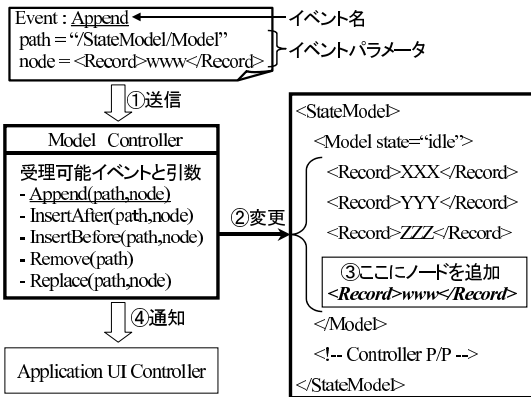 Event : Append
path = “/StateModel/Model”
node = <Record>www</Record>
イベント名
イベントパラメータ
①送信
Model Controller
受理可能イベントと引数
- Append(path,node)
- InsertAfter(path,node)
- InsertBefore(path,node)
- Remove(path)
- Replace(path,node)
②変更
<StateModel>
<Model state=“idle”>
<Record>XXX</Record>
<Record>YYY</Record>
<Record>ZZZ</Record>
③ここにノードを追加
<Record>www</Record>
</Model>
<!-- Controller P/P -->
</StateModel>
④通知
Application UI Controller